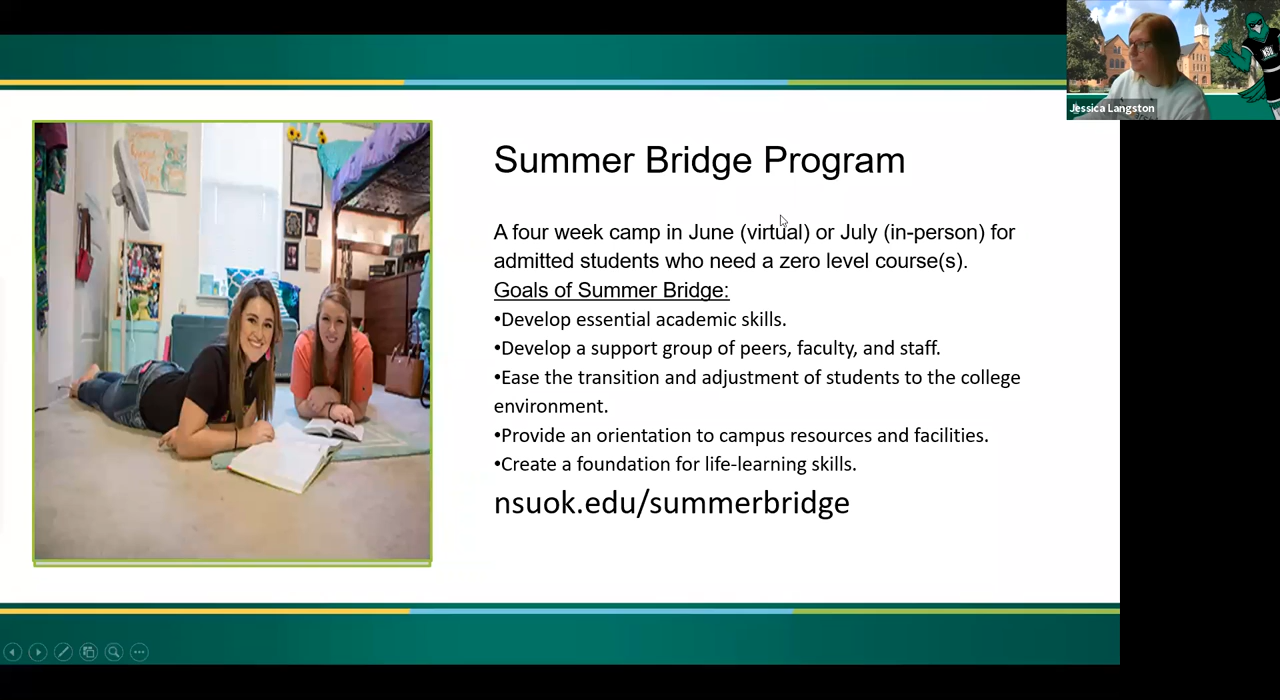 Jessica Langston
NSU
Summer Bridge Program
A four week camp in June (virtual) or July (in-person) for
admitted students who need a zero level course(s).
Goals of Summer Bridge:
•Develop essential academic skills.
•Develop a support group of peers, faculty, and staff.
•Ease the transition and adjustment of students to the college
environment.
•Provide an orientation to campus resources and facilities.
•Create a foundation for life-learning skills.
nsuok.edu/summerbridge